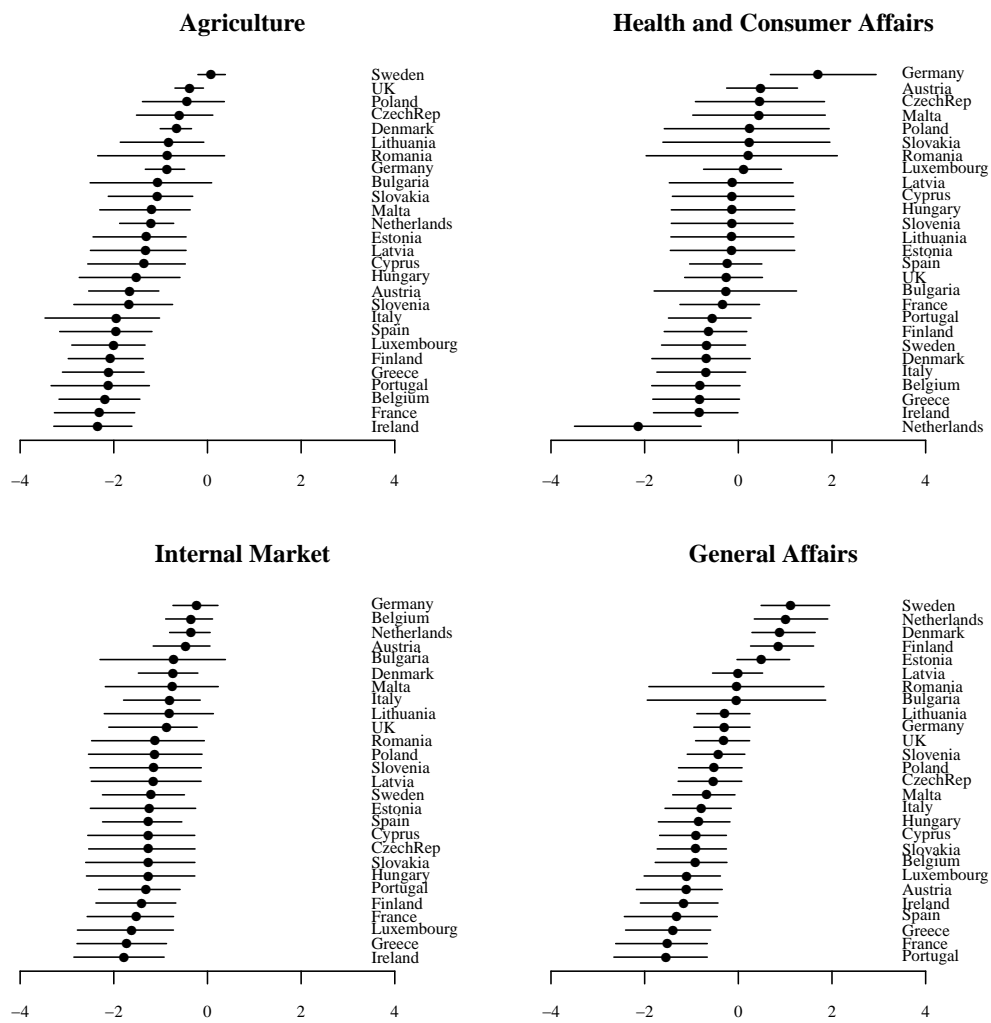 Agriculture
Sweden
UK
Poland
CzechRep
Denmark
Lithuania
Romania
Germany
Bulgaria
Slovakia
Malta
Netherlands
Estonia
Latvia
Cyprus
Hungary
Austria
Slovenia
Italy
Spain
Luxembourg
Finland
Greece
Portugal
Belgium
France
Ireland
−4 −2 0 2 4
Health and Consumer Affairs
Germany
Austria
CzechRep
Malta
Poland
Slovakia
Romania
Luxembourg
Latvia
Cyprus
Hungary
Slovenia
Lithuania
Estonia
Spain
UK
Bulgaria
France
Portugal
Finland
Sweden
Denmark
Italy
Belgium
Greece
Ireland
Netherlands
−4 −2 0 2 4
Internal Market
Germany
Belgium
Netherlands
Austria
Bulgaria
Denmark
Malta
Italy
Lithuania
UK
Romania
Poland
Slovenia
Latvia
Sweden
Estonia
Spain
Cyprus
CzechRep
Slovakia
Hungary
Portugal
Finland
France
Luxembourg
Greece
Ireland
−4 −2 0 2 4
General Affairs
Sweden
Netherlands
Denmark
Finland
Estonia
Latvia
Romania
Bulgaria
Lithuania
Germany
UK
Slovenia
Poland
CzechRep
Malta
Italy
Hungary
Cyprus
Slovakia
Belgium
Luxembourg
Austria
Ireland
Spain
Greece
France
Portugal
−4 −2 0 2 4